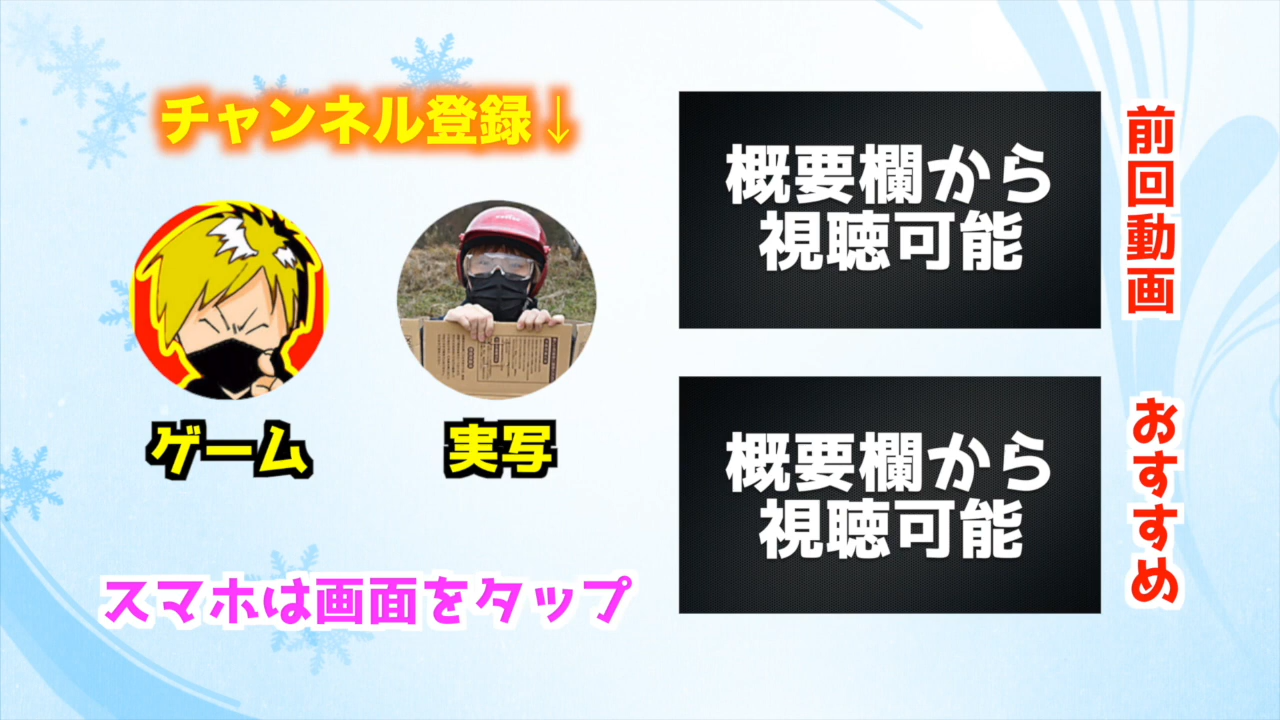 チャンネル登録↓
ゲーム
実写
スマホは画面をタップ
概要欄から
視聴可能
前回動画
概要欄から
視聴可能
おすすめ